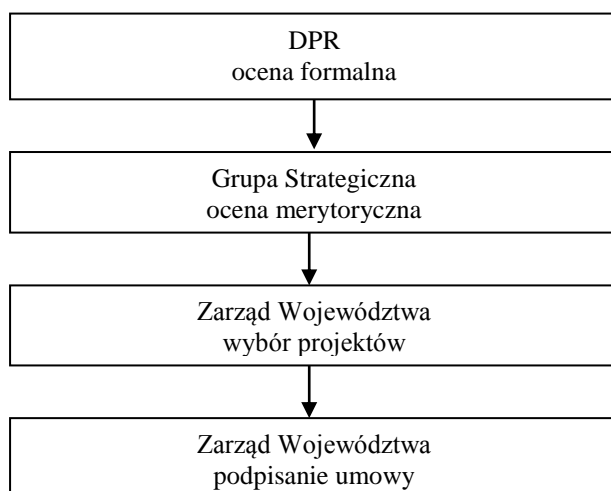 DPR
ocena formalna
Grupa Strategiczna
ocena merytoryczna
Zarząd Województwa
wybór projektów
Zarząd Województwa
podpisanie umowy